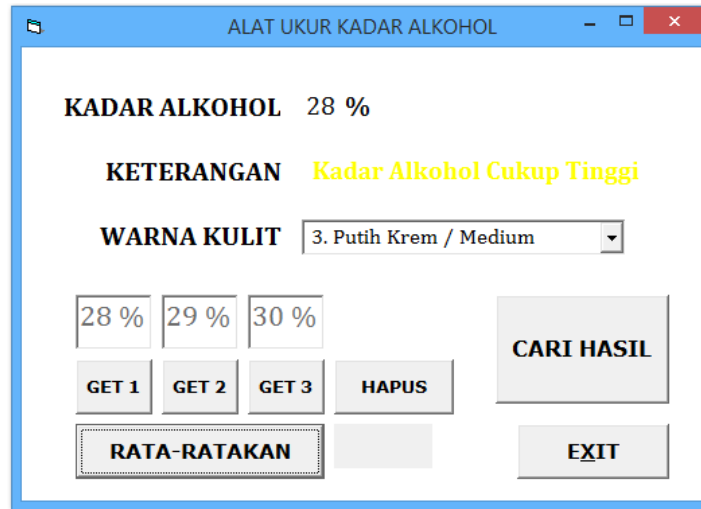 ALAT UKUR KADAR ALKOHOL
KADAR ALKOHOL 28 %
KETERANGAN Kadar Alkohol Cukup Tinggi
WARNA KULIT 3. Putih Krem / Medium
28 % 29 % 30 %
CARI HASIL
GET 1 GET 2 GET 3 HAPUS
RATA-RATAKAN EXIT